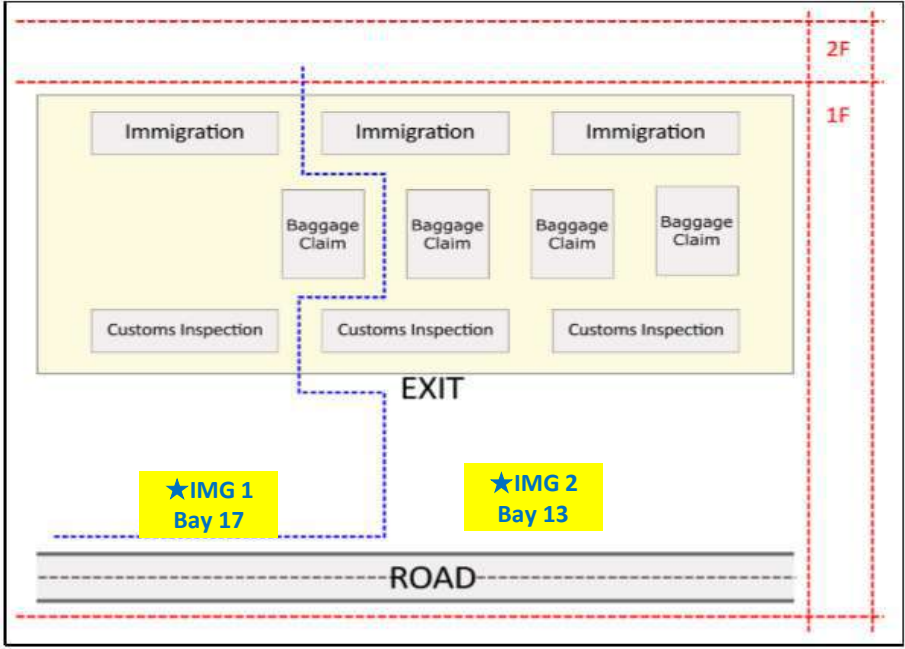 2F
1F
Immigration
Immigration
Immigration
Baggage
Claim
Baggage
Claim
Baggage
Claim
Baggage
Claim
Customs Inspection
Customs Inspection
Customs Inspection
EXIT
★IMG 1
Bay 17
★IMG 2
Bay 13
ROAD